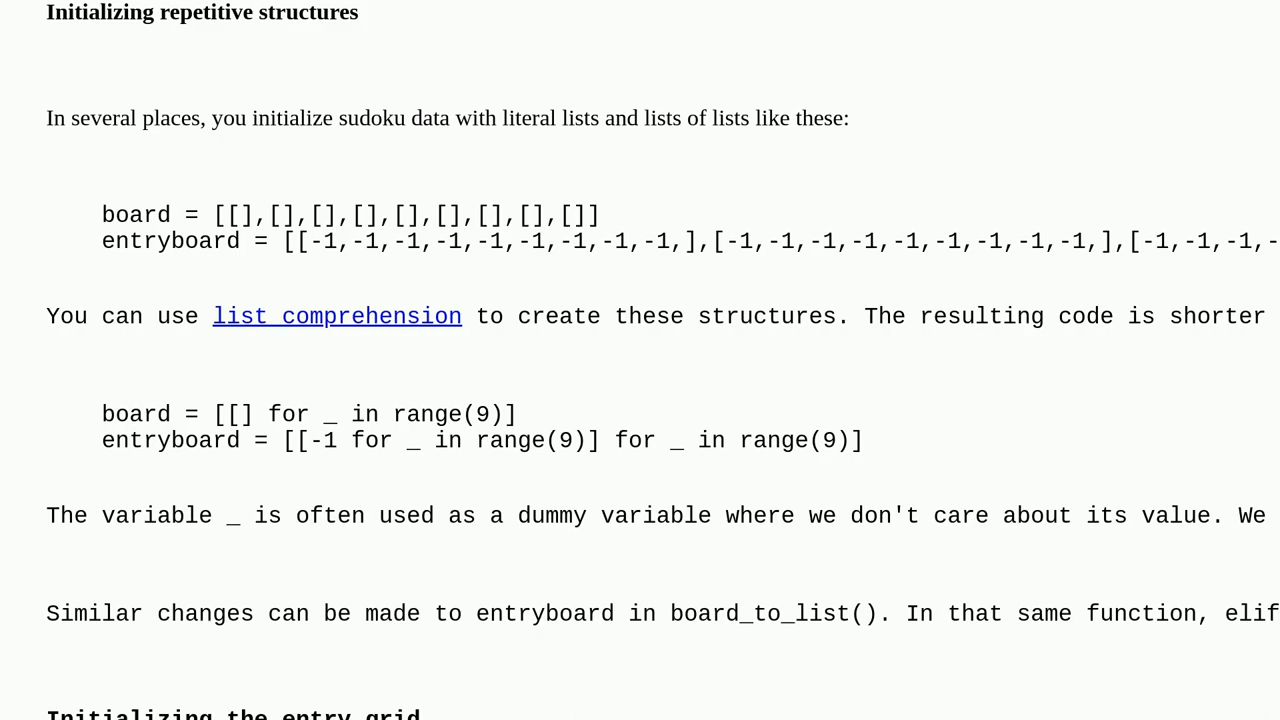 Initializing repetitive structures
In several places, you initialize sudoku data with literal lists and lists of lists like these:
board = [[],[],[],[],[],[],[],[],[]]
entryboard = [[-1,-1,-1,-1,-1,-1,-1,-1,-1,],[-1,-1,-1,-1,-1,-1,-1,-1,-1,],[-1,-1,-1,-
You can use list comprehension to create these structures. The resulting code is shorter
board = [[] for _ in range(9)]
entryboard = [[-1 for _ in range(9)] for _ in range(9)]
The variable _ is often used as a dummy variable where we don't care about its value. We
Similar changes can be made to entryboard in board_to_list(). In that same function, elif
Initializing the entry grid